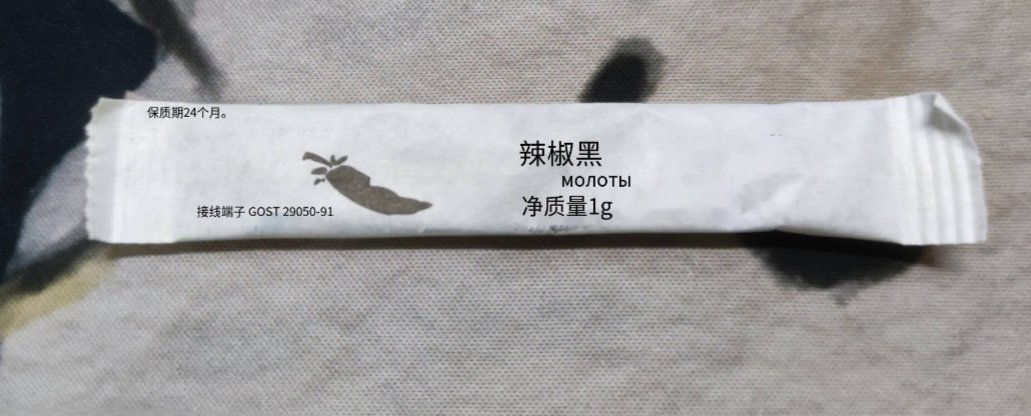 保质期24个月。
辣椒黑
молоты
净质量1g
接线端子 GOST 29050-91